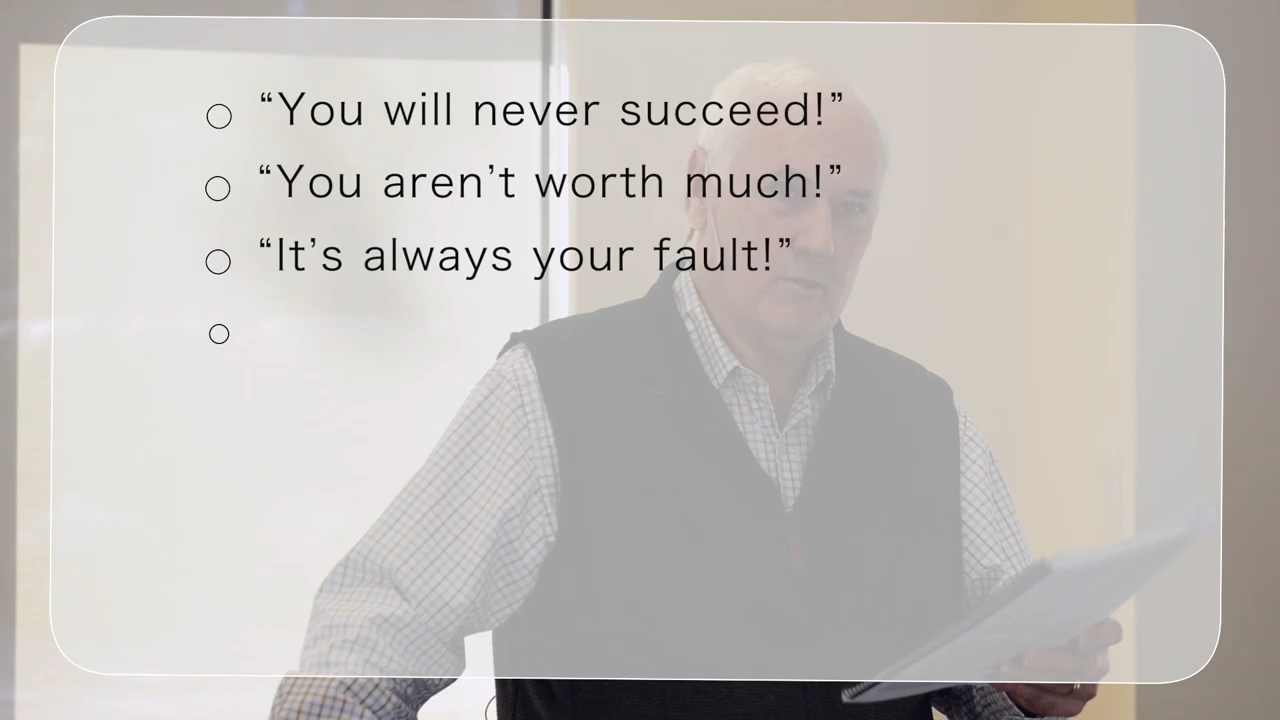 “You will never succeed!”
“You aren’t worth much!”
“It’s always your fault!”